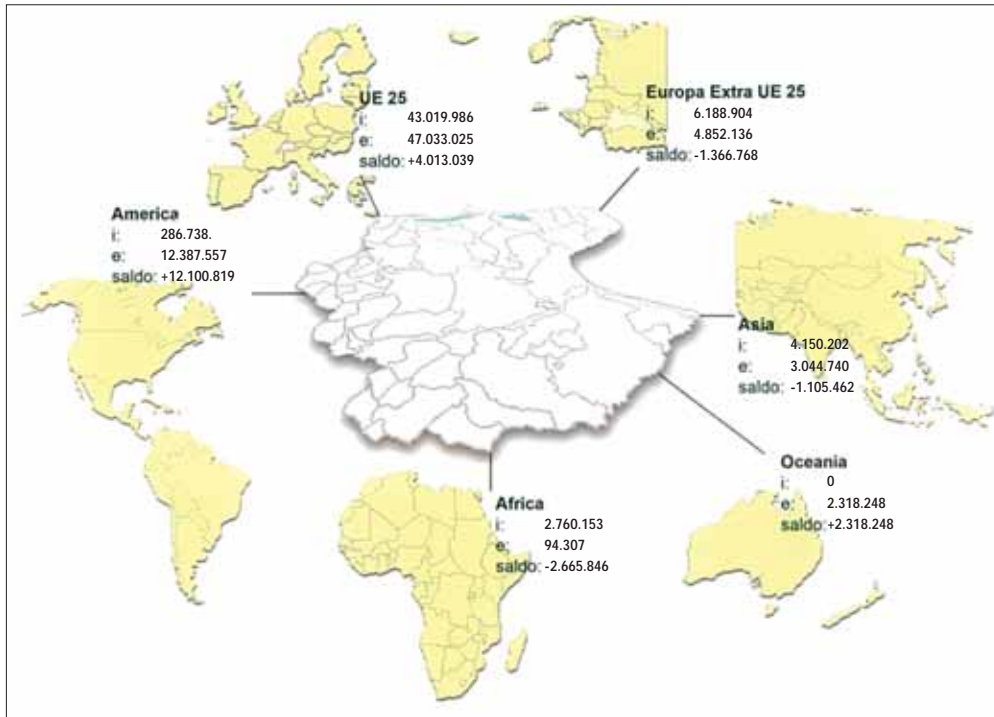 UE 25
i: 43.019.986
e: 47.033.025
saldo: +4.013.039
Europa Extra UE 25
i: 6.188.904
e: 4.852.136
saldo: -1.366.768
America
i: 286.738.
e: 12.387.557
saldo: +12.100.819
Asia
i: 4.150.202
e: 3.044.740
saldo: -1.105.462
Oceania
i: 0
e: 2.318.248
saldo: +2.318.248
Africa
i: 2.760.153
e: 94.307
saldo: -2.665.846